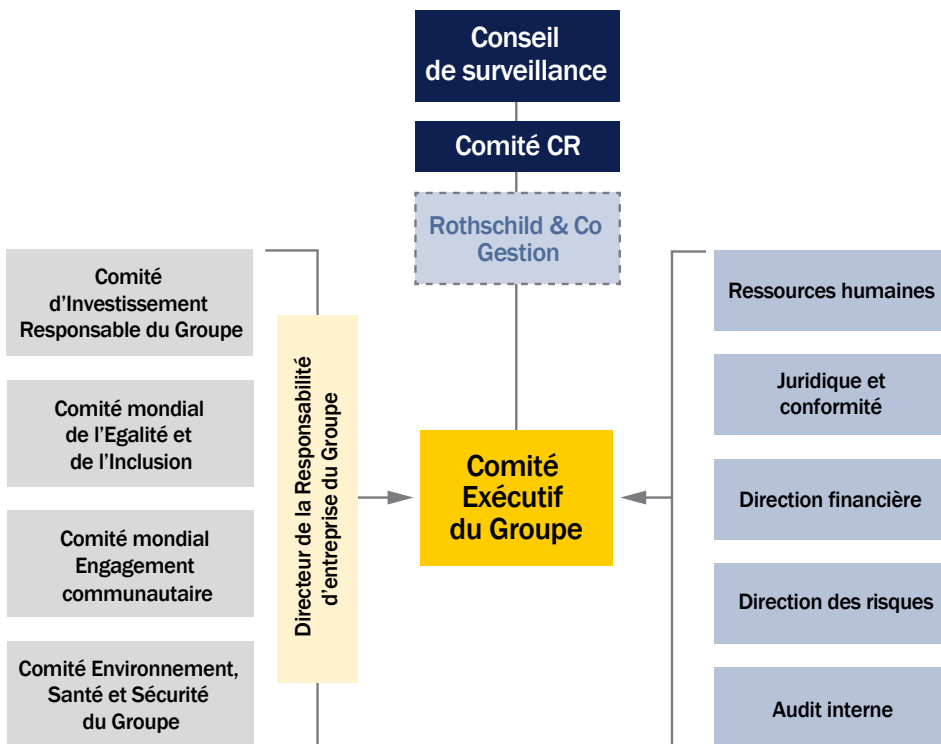 Conseil
de surveillance
Comité CR
Rothschild & Co
Gestion
Comité
d'Investissement
Responsable du Groupe
Comité mondial
de l'Egalité et
de l'Inclusion
Comité mondial
Engagement
communautaire
Comité Environnement,
Santé et Sécurité
du Groupe
Directeur de la Responsabilité
d'entreprise du Groupe
Comité
Exécutif
du Groupe
Ressources humaines
Juridique et
conformité
Direction financière
Direction des risques
Audit interne